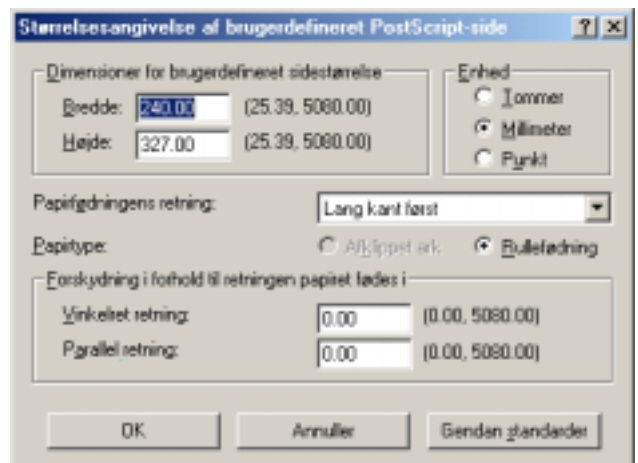 Størrelsesangivelse af brugerdefineret PostScript-side
Dimensioner for brugerdefineret sidestørrelse
Bredde: 240.00 (25.39, 5080.00)
Højde: 327.00 (25.39, 5080.00)
Enhed
Tommer
Millimeter
Punkt
Papirfødningens retning: Lang kant først
Papirtype: Afklippet ark Rullefødning
Forskydning i forhold til retningen papiret fødes i
Vinkelret retning: 0.00 (0.00, 5080.00)
Parallel retning: 0.00 (0.00, 5080.00)
OK Annuller Gendan standarder